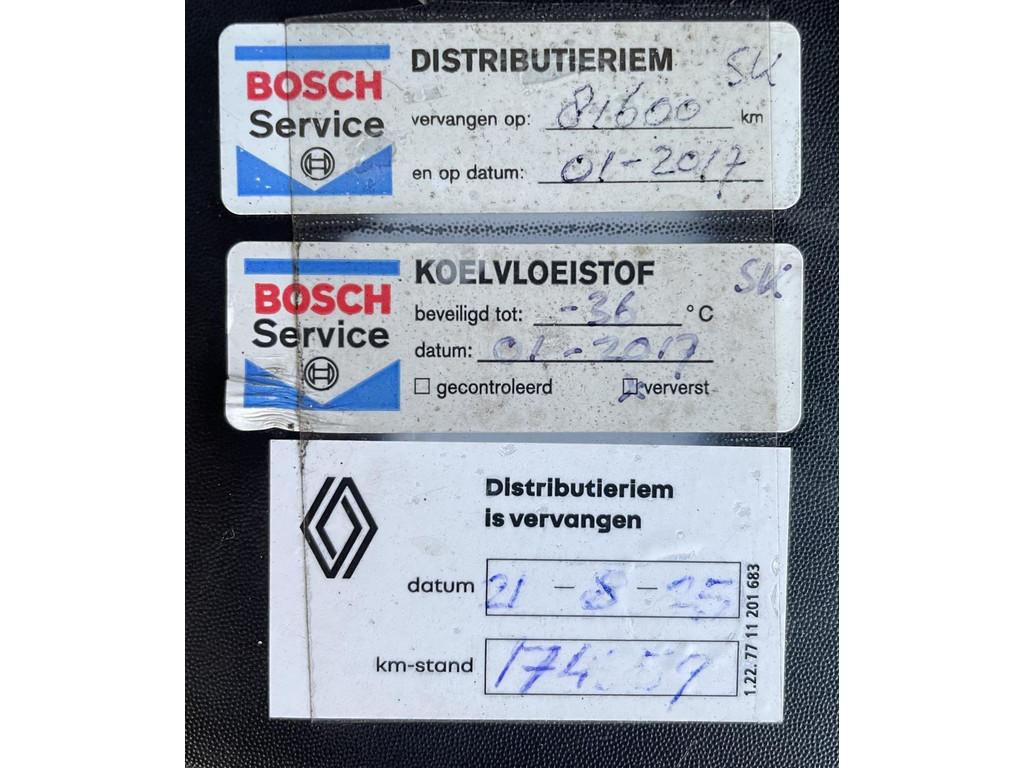 BOSCH
Service
DISTRIBUTIERIEM
SK
vervangen op: 81600 km
en op datum: 01-2017
BOSCH
Service
KOELVLOEISTOF
SK
beveiligd tot: -36 °C
datum: 01-2017
gecontroleerd ververst
Distributieriem
is vervangen
datum 21-8-25
km-stand
1.22. 77 11 201 683